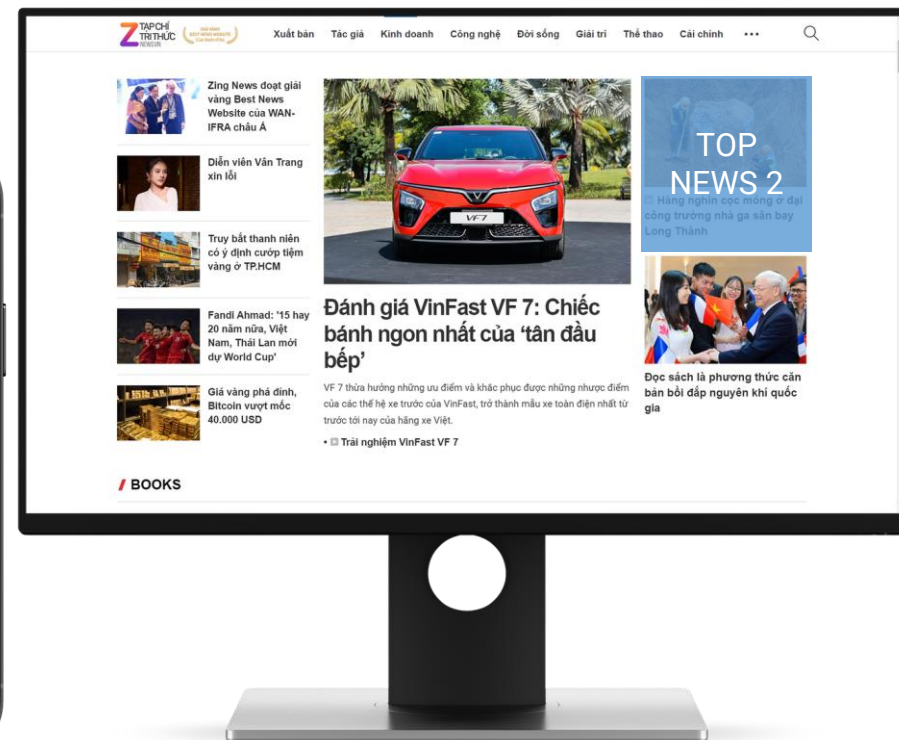 TẠP CHÍ
TRI THỨC
NEWS.VN
Xuất bản Tác giả Kinh doanh Công nghệ Đời sống Giải trí Thể thao Cải chính •••
Zing News đoạt giải
vàng Best News
Website của WAN-
IFRA châu Á
Diễn viên Vân Trang
xin lỗi
Truy bắt thanh niên
có ý định cướp tiệm
vàng ở TP.HCM
Fandi Ahmad: '15 hay
20 năm nữa, Việt
Nam, Thái Lan mới
dự World Cup'
Giá vàng phá đỉnh,
Bitcoin vượt mốc
40.000 USD
VF7
Đánh giá VinFast VF 7: Chiếc
bánh ngon nhất của ‘tân đầu
bếp’
VF 7 thừa hưởng những ưu điểm và khắc phục được những nhược điểm
của các thế hệ xe trước của VinFast, trở thành mẫu xe toàn diện nhất từ
trước tới nay của hãng xe Việt.
• Trải nghiệm VinFast VF 7
TOP
NEWS 2
Hàng nghìn cọc móng ở đại
công trường nhà ga sân bay
Long Thành
Đọc sách là phương thức căn
bản bồi đắp nguyên khí quốc
gia
/ BOOKS